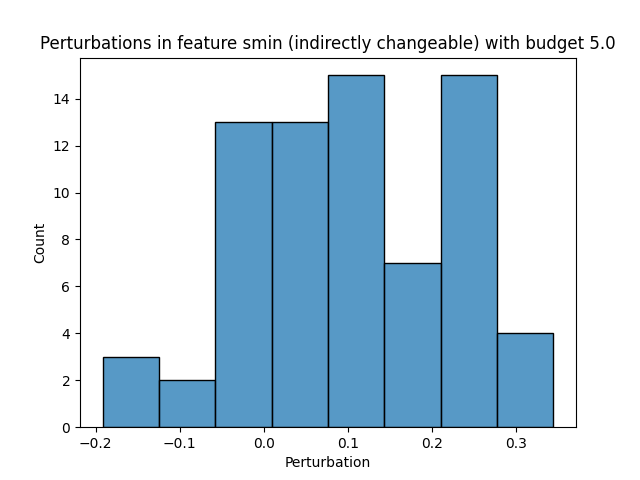 Perturbations in feature smin (indirectly changeable) with budget 5.0
14
12
10
8
6
4
2
0
Count
−0.2 −0.1 0.0 0.1 0.2 0.3
Perturbation